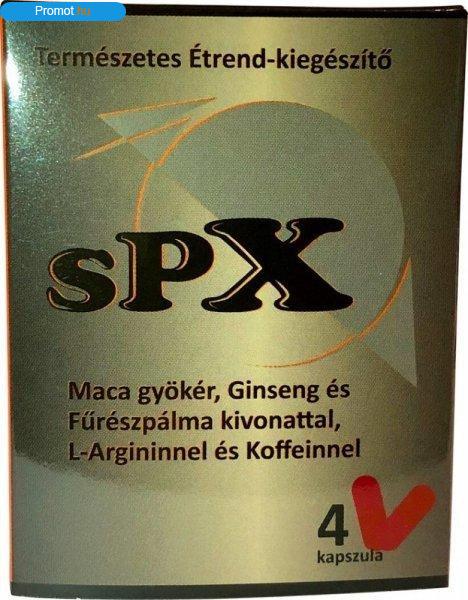 Promot.hu
Természetes Étrend-kiegészítő
sPX
Maca gyökér, Ginseng és
Fűrészpálma kivonattal,
L-Argininnel és Koffeinnel
4
kapszula